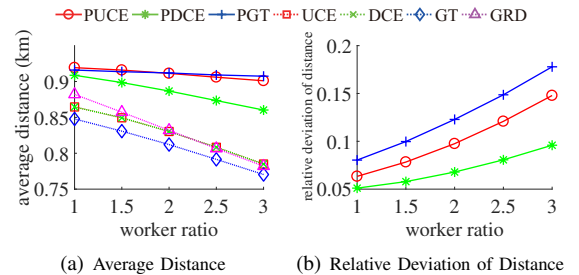 PUCE PDCE PGT UCE DCE GT GRD
average distance (km)
0.9
0.85
0.8
0.75
1 1.5 2 2.5 3
worker ratio
(a) Average Distance
relative deviation of distance
0.2
0.15
0.1
0.05
1 1.5 2 2.5 3
worker ratio
(b) Relative Deviation of Distance